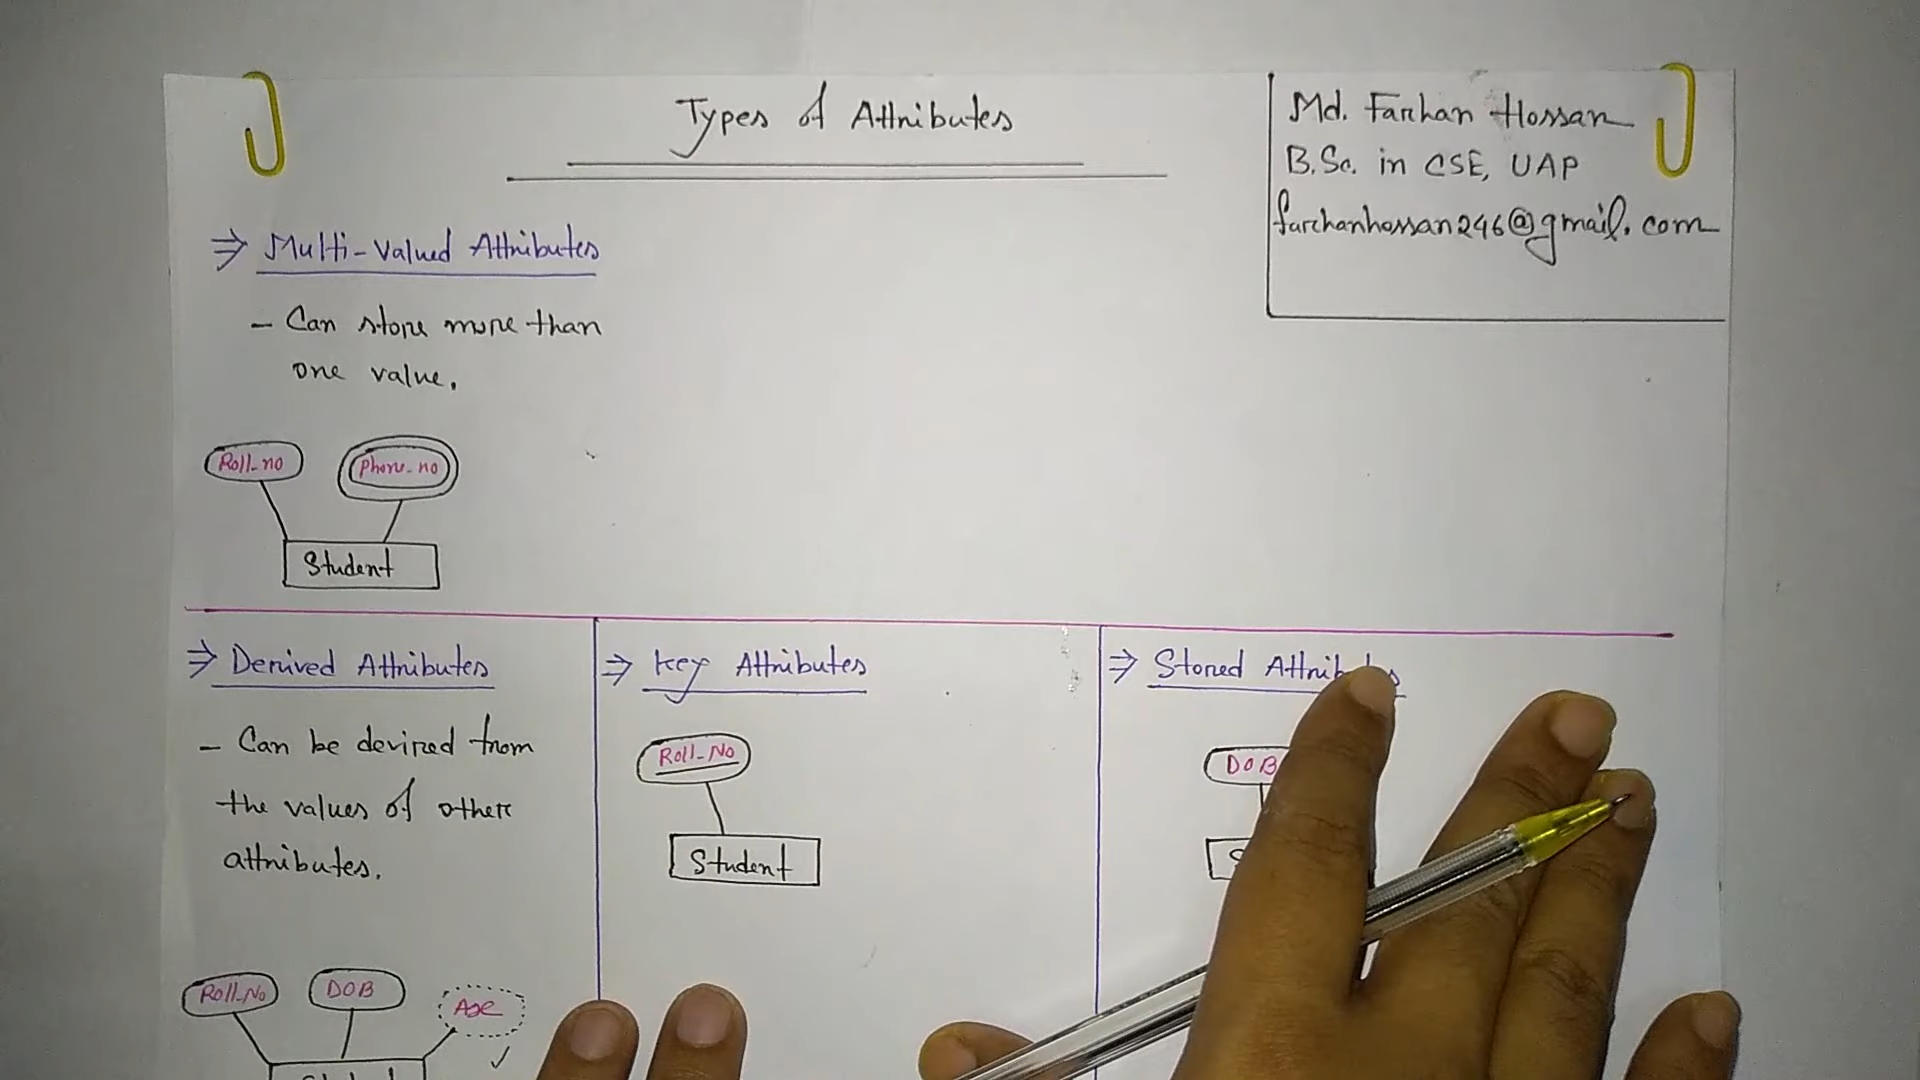 Types of Attributes
Md. Farhan Hossan
B.Sc. in CSE, UAP
farhanhossan246@gmail.com
⇒ Multi-Valued Attributes
- Can store more than
one value.
Roll-no
Phone-no
Student
⇒ Derived Attributes
- Can be devired from
the values of other
attributes.
Roll-No
DOB
Age
⇒ Key Attributes
Roll-No
Student
⇒ Stored Attributes
DOB